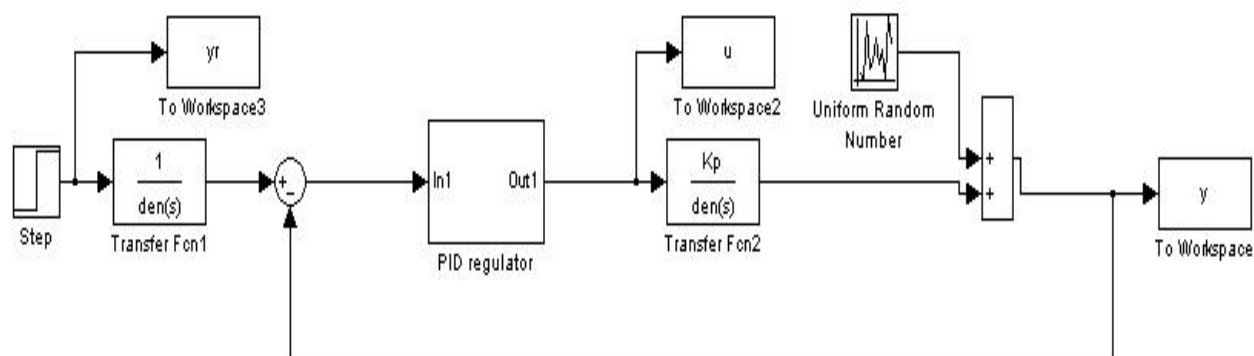 yr
To Workspace3
u
To Workspace2
Uniform Random
Number
Step
1
den(s)
Transfer Fcn1
+
−
In1
Out1
PID regulator
Kp
den(s)
Transfer Fcn2
+
+
y
To Workspace